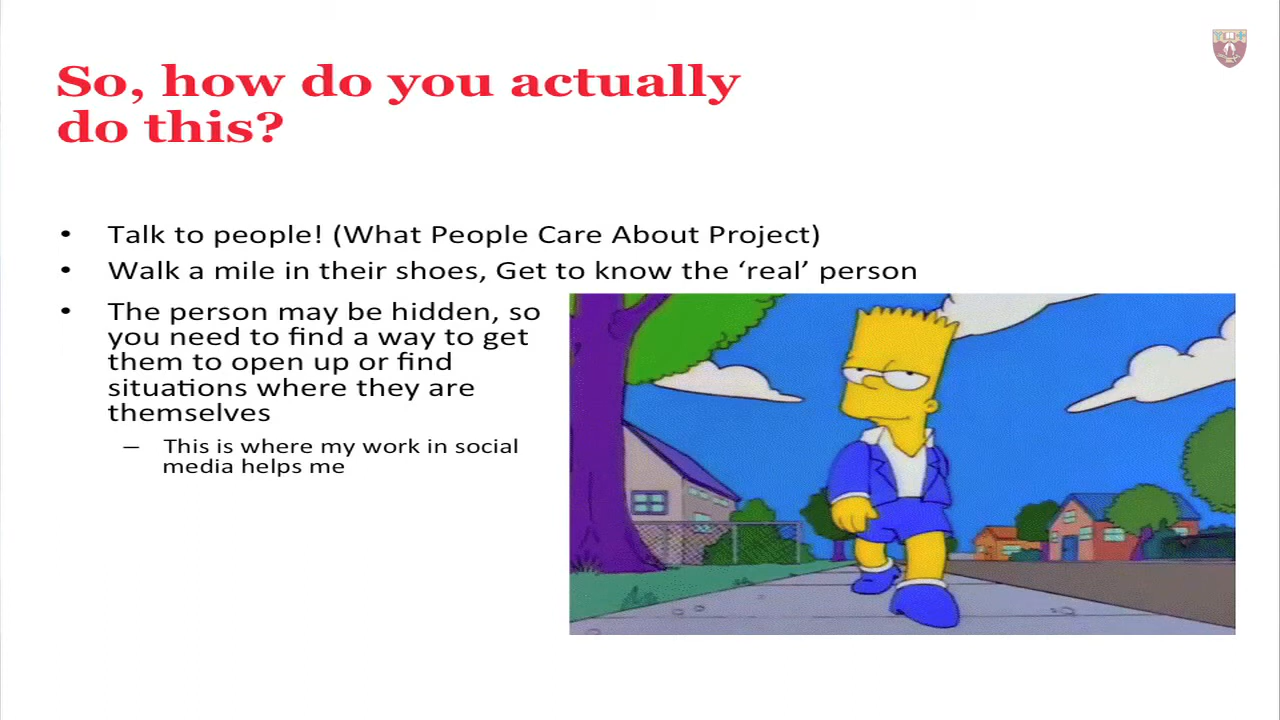 So, how do you actually
do this?
• Talk to people! (What People Care About Project)
• Walk a mile in their shoes, Get to know the ‘real’ person
• The person may be hidden, so
you need to find a way to get
them to open up or find
situations where they are
themselves
– This is where my work in social
media helps me